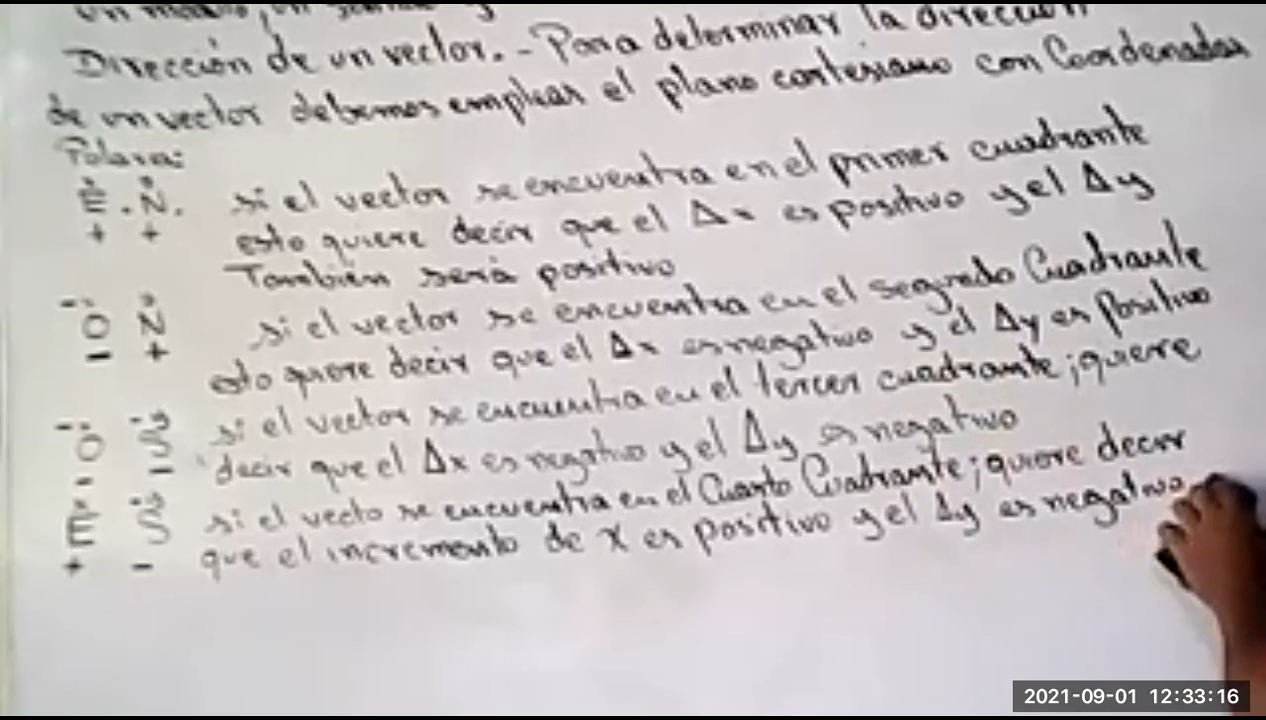 un módulo, un sentido y
Dirección de un vector. - Para determinar la dirección
de un vector debemos emplear el plano cartesiano con Coordenadas
Polares:
E. N. si el vector se encuentra en el primer cuadrante
+ + esto quiere decir que el Δx es positivo y el Δy
También será positivo
O N si el vector se encuentra en el segundo Cuadrante
- + esto quiere decir que el Δx es negativo y el Δy es positivo
O S si el vector se encuentra en el tercer cuadrante; quiere
- - decir que el Δx es negativo y el Δy es negativo
E S si el vecto se encuentra en el Cuarto Cuadrante; quiere decir
+ - que el incremento de x es positivo y el Δy es negativo
2021-09-01 12:33:16